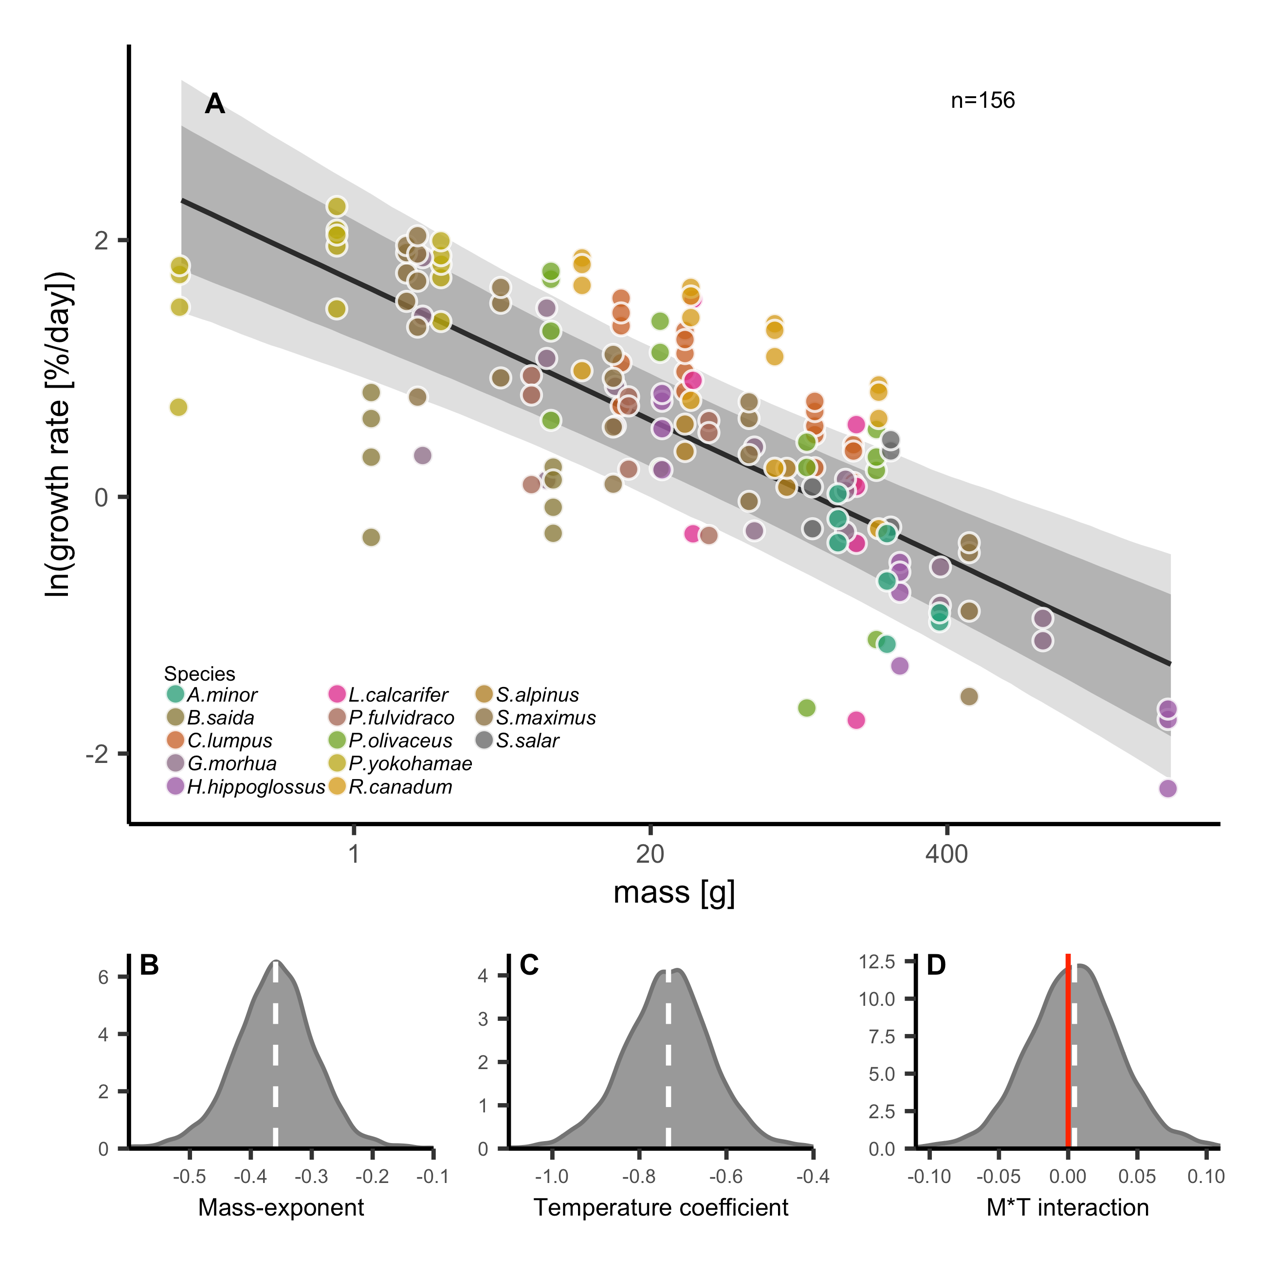 A
n=156
ln(growth rate [%/day])
2
0
-2
Species
A.minor L.calcarifer S.alpinus
B.saida P.fulvidraco S.maximus
C.lumpus P.olivaceus S.salar
G.morhua P.yokohamae
H.hippoglossus R.canadum
1 20 400
mass [g]
B
6
4
2
0
-0.5 -0.4 -0.3 -0.2 -0.1
Mass-exponent
C
4
3
2
1
0
-1.0 -0.8 -0.6 -0.4
Temperature coefficient
D
12.5
10.0
7.5
5.0
2.5
0.0
-0.10 -0.05 0.00 0.05 0.10
M*T interaction